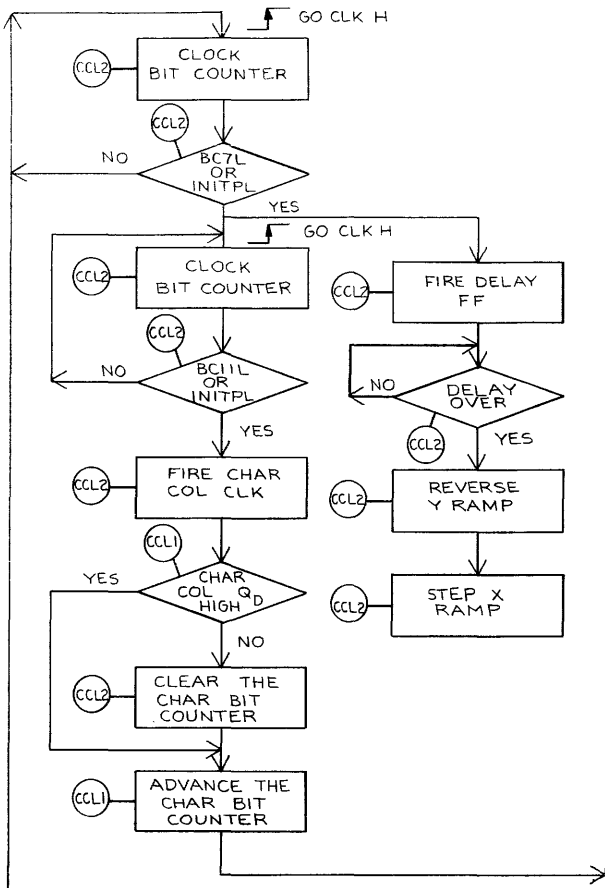 GO CLK H
CCL2
CLOCK
BIT COUNTER
CCL2
NO
BC7L
OR
INITPL
YES
GO CLK H
CCL2
CLOCK
BIT COUNTER
CCL2
FIRE DELAY
FF
CCL2
NO
BC11L
OR
INITPL
YES
NO
DELAY
OVER
CCL2
YES
CCL2
FIRE CHAR
COL CLK
CCL2
REVERSE
Y RAMP
CCL1
YES
CHAR
COL QD
HIGH
NO
CCL2
STEP X
RAMP
CCL2
CLEAR THE
CHAR BIT
COUNTER
CCL1
ADVANCE THE
CHAR BIT
COUNTER